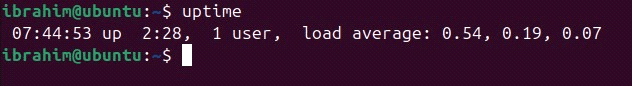 ibrahim@ubuntu:~$ uptime
 07:44:53 up  2:28,  1 user,  load average: 0.54, 0.19, 0.07
ibrahim@ubuntu:~$